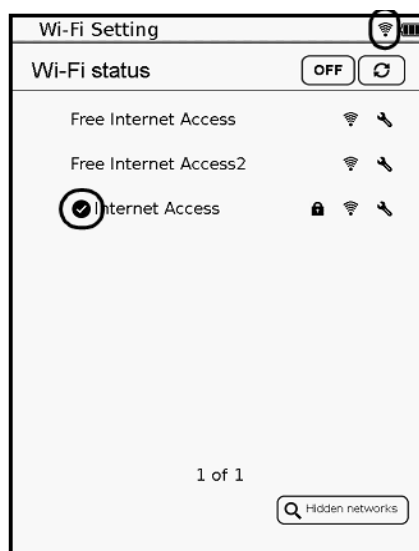 Wi-Fi Setting
Wi-Fi status OFF
Free Internet Access
Free Internet Access2
Internet Access
1 of 1
Hidden networks